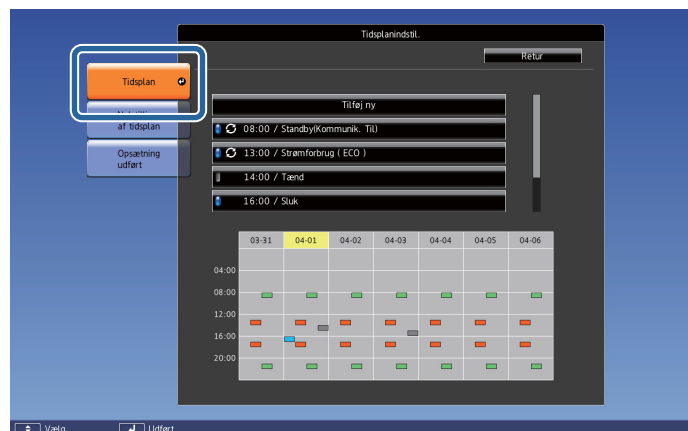 Tidsplanindstil.
Retur
Tidsplan
af tidsplan
Opsætning
udført
Tilføj ny
08:00 / Standby(Kommunik. Til)
13:00 / Strømforbrug ( ECO )
14:00 / Tænd
16:00 / Sluk
03-31 04-01 04-02 04-03 04-04 04-05 04-06
04:00
08:00
12:00
16:00
20:00
Vælg Udført